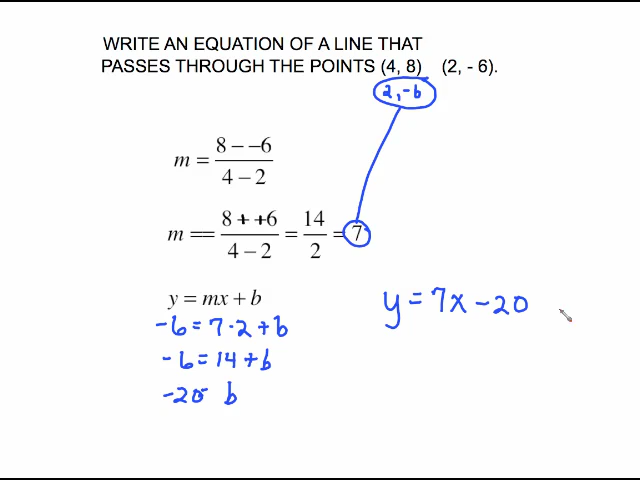 WRITE AN EQUATION OF A LINE THAT
PASSES THROUGH THE POINTS (4, 8) (2, - 6).
2, -6
m = (8 - -6)/(4 - 2)
m == (8 + +6)/(4 - 2) = 14/2 = 7
y = mx + b
-6 = 7·2 + b
-6 = 14 + b
-20 = b
y = 7x - 20